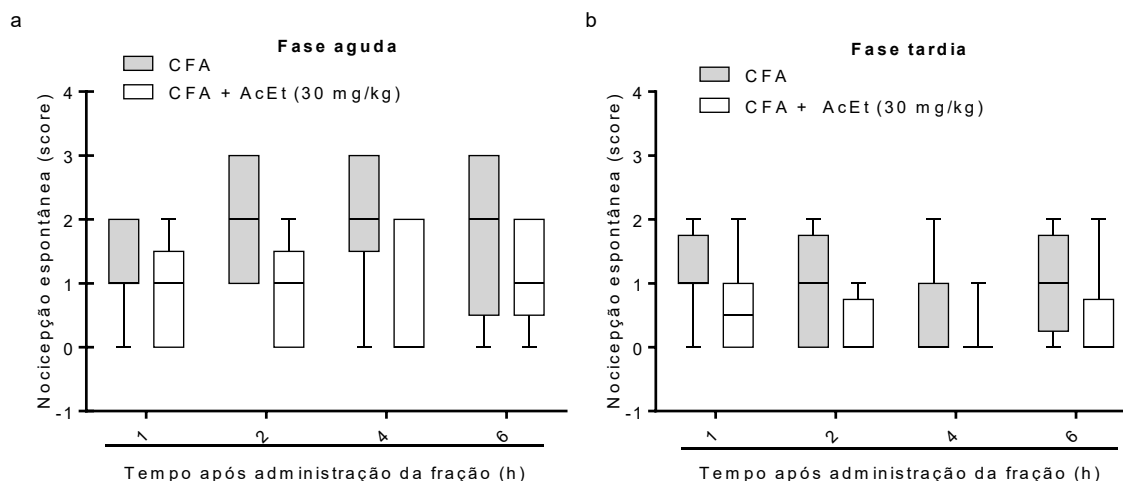 a
Fase aguda
CFA
CFA + AcEt (30 mg/kg)
Nocicepção espontânea (score)
4
3
2
1
0
-1
1 2 4 6
Tempo após administração da fração (h)
b
Fase tardia
CFA
CFA + AcEt (30 mg/kg)
Nocicepção espontânea (score)
4
3
2
1
0
-1
1 2 4 6
Tempo após administração da fração (h)